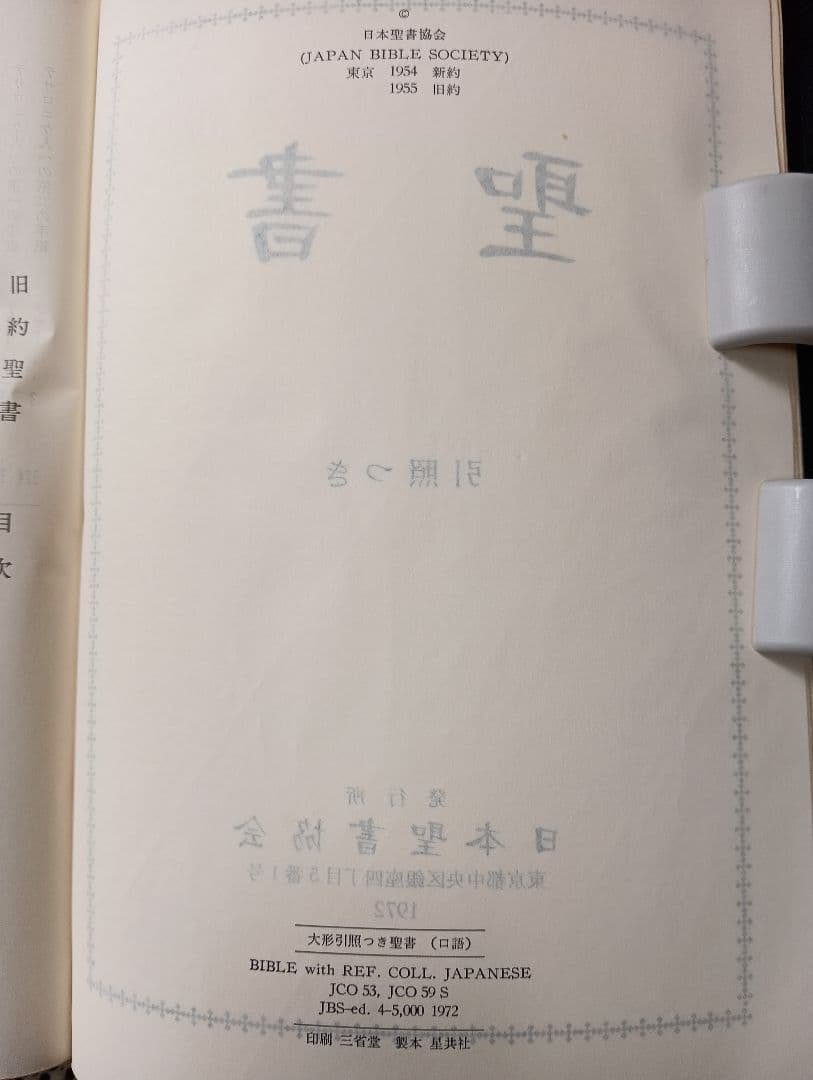 ©
日本聖書協会
(JAPAN BIBLE SOCIETY)
東京 1954 新約
1955 旧約
聖書
引照つき
発行所
日本聖書協会
東京都中央区銀座四丁目5番1号
1972
大形引照つき聖書 (口語)
BIBLE with REF. COLL. JAPANESE
JCO 53, JCO 59 S
JBS-ed. 4-5,000 1972
印刷 三省堂 製本 星共社
旧約聖書 目次